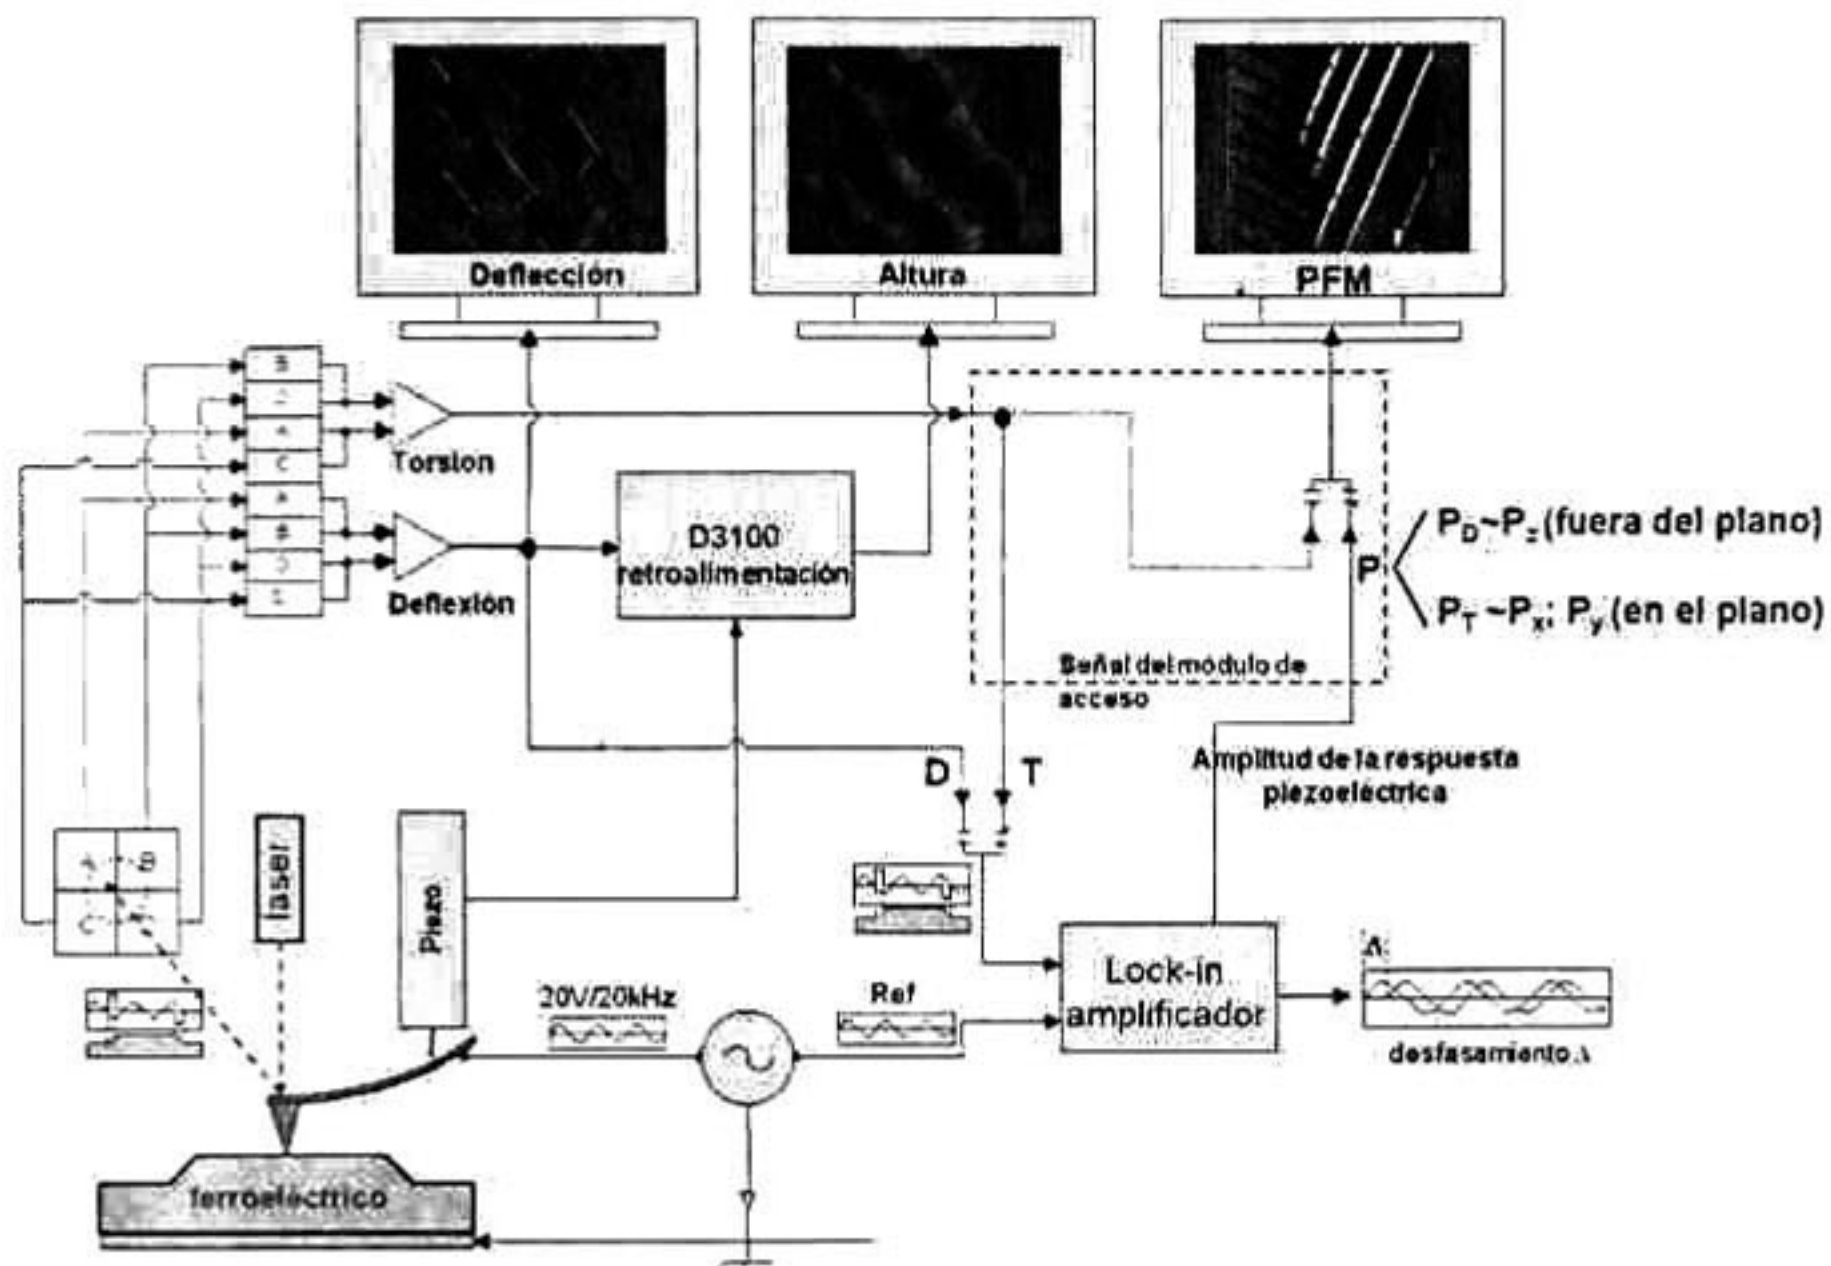 Deflección
Altura
PFM
B
A
C
Torsion
A
B
Deflexión
D3100
retroalimentación
P
P_D~P_z(fuera del plano)
P_T~P_x; P_y(en el plano)
Señal del módulo de
acceso
D
T
Amplitud de la respuesta
piezoeléctrica
A
B
C
laser
Piezo
20V/20kHz
Ref
Lock-in
amplificador
Δ
desfasamiento Δ
ferroeléctrico